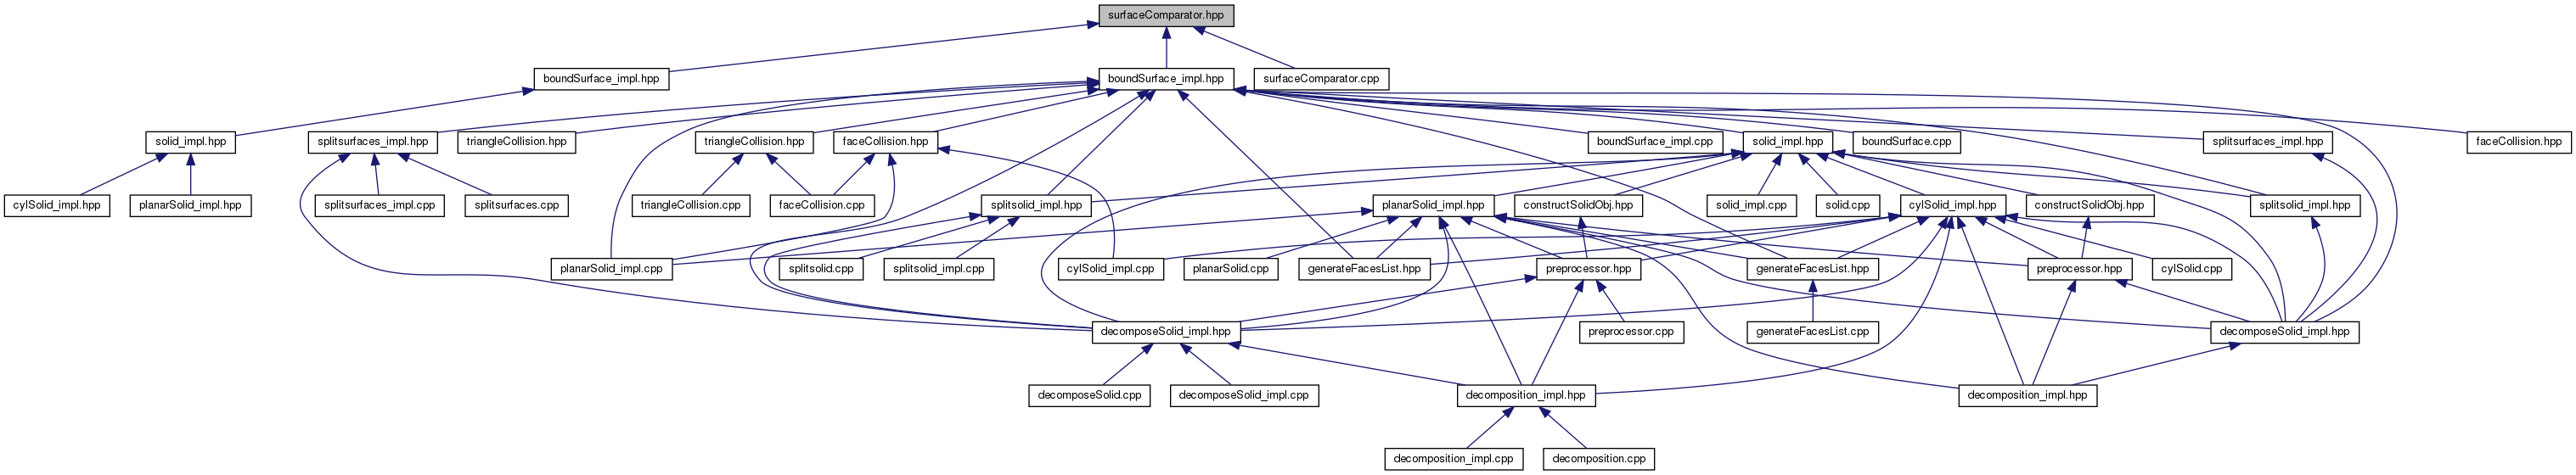 surfaceComparator.hpp
boundSurface_impl.hpp
boundSurface_impl.hpp
surfaceComparator.cpp
solid_impl.hpp
splitsurfaces_impl.hpp
triangleCollision.hpp
triangleCollision.hpp
faceCollision.hpp
boundSurface_impl.cpp
solid_impl.hpp
boundSurface.cpp
splitsurfaces_impl.hpp
faceCollision.hpp
cylSolid_impl.hpp
planarSolid_impl.hpp
splitsurfaces_impl.cpp
splitsurfaces.cpp
triangleCollision.cpp
faceCollision.cpp
splitsolid_impl.hpp
planarSolid_impl.hpp
constructSolidObj.hpp
solid_impl.cpp
solid.cpp
cylSolid_impl.hpp
constructSolidObj.hpp
splitsolid_impl.hpp
planarSolid_impl.cpp
splitsolid.cpp
splitsolid_impl.cpp
cylSolid_impl.cpp
planarSolid.cpp
generateFacesList.hpp
preprocessor.hpp
generateFacesList.hpp
preprocessor.hpp
cylSolid.cpp
decomposeSolid_impl.hpp
preprocessor.cpp
generateFacesList.cpp
decomposeSolid_impl.hpp
decomposeSolid.cpp
decomposeSolid_impl.cpp
decomposition_impl.hpp
decomposition_impl.hpp
decomposition_impl.cpp
decomposition.cpp